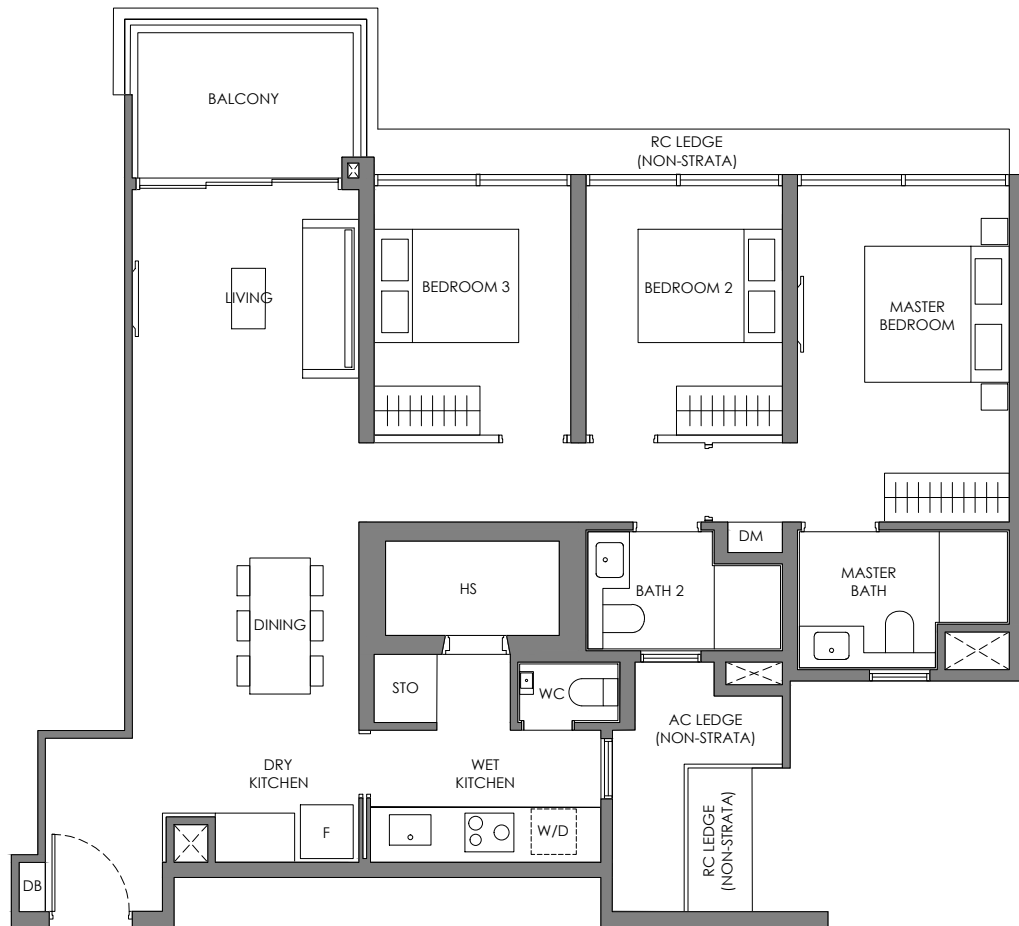 BALCONY
RC LEDGE
(NON-STRATA)
LIVING
BEDROOM 3
BEDROOM 2
MASTER
BEDROOM
DM
HS
BATH 2
MASTER
BATH
DINING
STO
WC
AC LEDGE
(NON-STRATA)
DRY
KITCHEN
WET
KITCHEN
F
W/D
RC LEDGE
(NON-STRATA)
DB